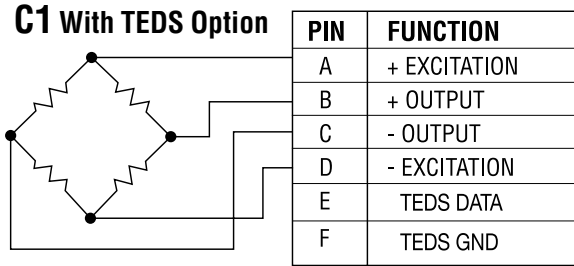 C1 With TEDS Option
PIN FUNCTION
A + EXCITATION
B + OUTPUT
C - OUTPUT
D - EXCITATION
E TEDS DATA
F TEDS GND